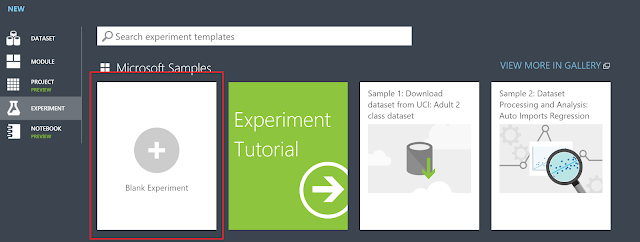 NEW
DATASET
MODULE
PROJECT
PREVIEW
EXPERIMENT
NOTEBOOK
PREVIEW
Search experiment templates
Microsoft Samples
VIEW MORE IN GALLERY
Blank Experiment
Experiment
Tutorial
Sample 1: Download
dataset from UCI: Adult 2
class dataset
Sample 2: Dataset
Processing and Analysis:
Auto Imports Regression